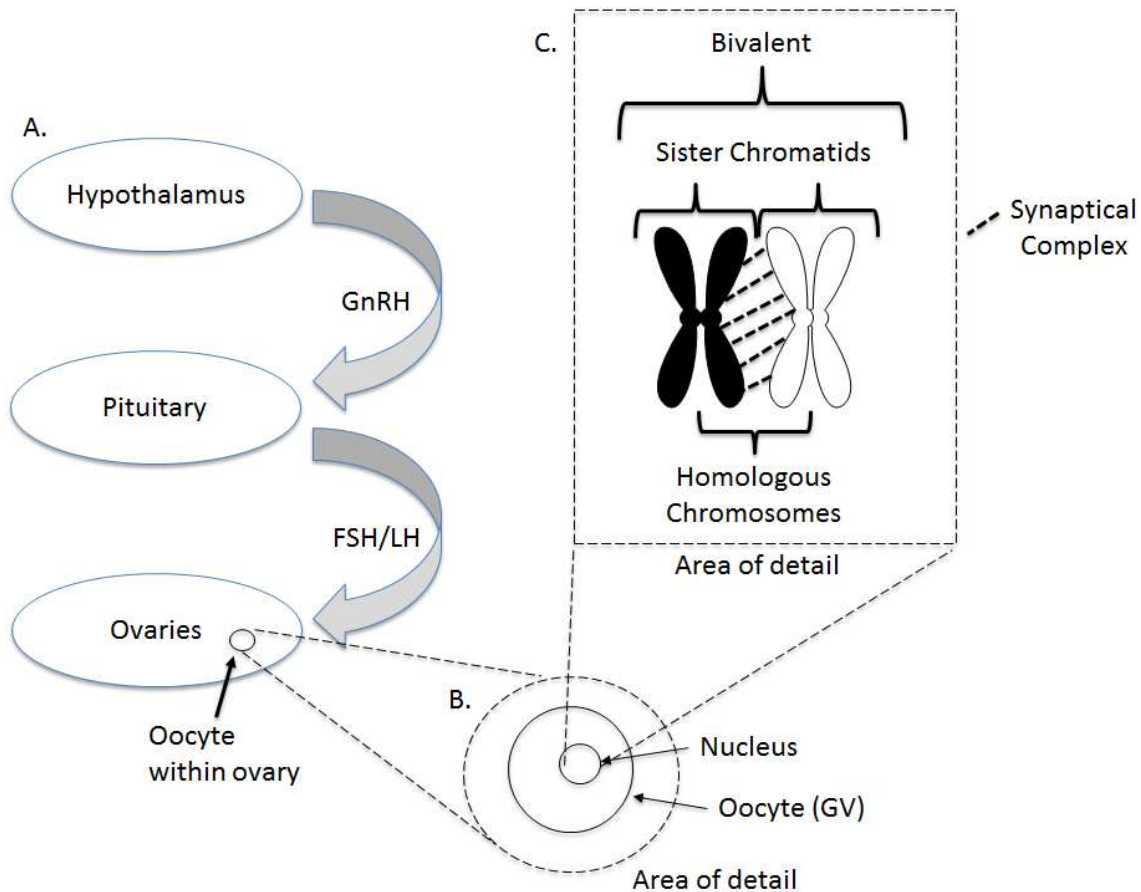 A.
Hypothalamus
GnRH
Pituitary
FSH/LH
Ovaries
Oocyte
within ovary
B.
Nucleus
Oocyte (GV)
Area of detail
C.
Bivalent
Sister Chromatids
Synaptical
Complex
Homologous
Chromosomes
Area of detail